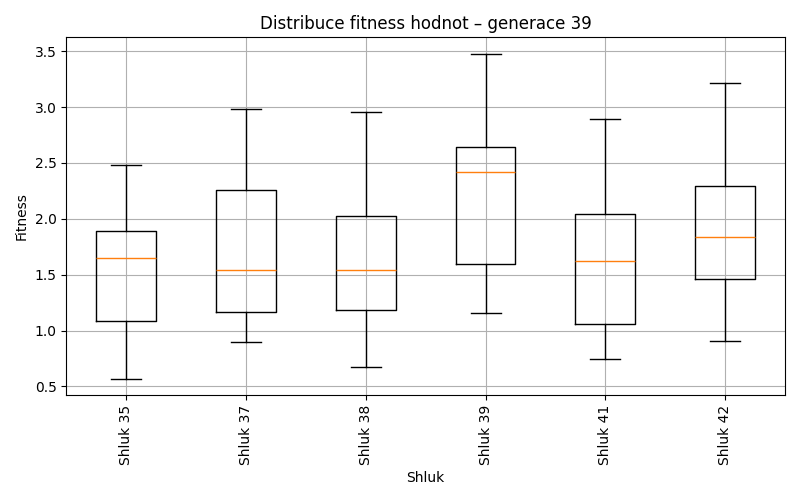 Distribuce fitness hodnot – generace 39
Fitness
3.5
3.0
2.5
2.0
1.5
1.0
0.5
Shluk 35
Shluk 37
Shluk 38
Shluk 39
Shluk 41
Shluk 42
Shluk